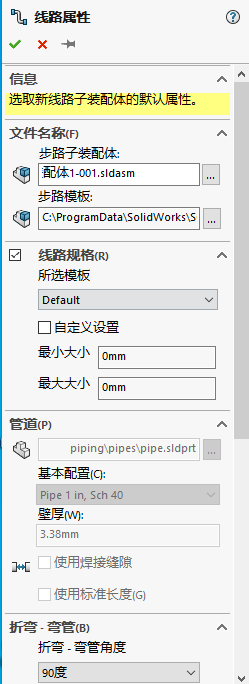 线路属性
信息
选取新线路子装配体的默认属性。
文件名称(F)
步路子装配体:
配体1-001.sldasm
...
步路模板:
C:\ProgramData\SolidWorks\S
...
线路规格(R)
所选模板
Default
自定义设置
最小大小
0mm
最大大小
0mm
管道(P)
piping\pipes\pipe.sldprt
...
基本配置(C):
Pipe 1 in, Sch 40
壁厚(W):
3.38mm
使用焊接缝隙
使用标准长度(G)
折弯 - 弯管(B)
折弯 - 弯管角度
90度